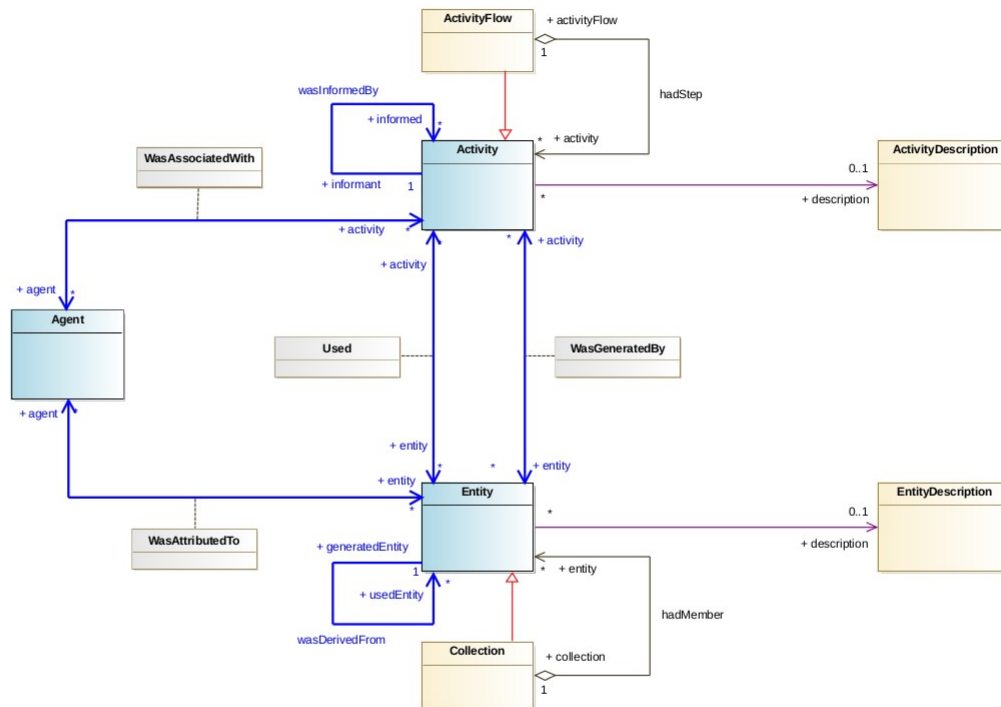 ActivityFlow
+ activityFlow
1
wasInformedBy
hadStep
+ informed
*
* + activity
WasAssociatedWith
Activity
ActivityDescription
+ informant
1
0..1
*
+ description
+ activity
*
*
* + activity
+ activity
+ agent
*
Agent
Used
WasGeneratedBy
+ agent
*
+ entity
*
*
+ entity
+ entity
*
Entity
EntityDescription
*
0..1
WasAttributedTo
+ generatedEntity
+ description
1
*
* + entity
+ usedEntity
hadMember
wasDerivedFrom
Collection
+ collection
1